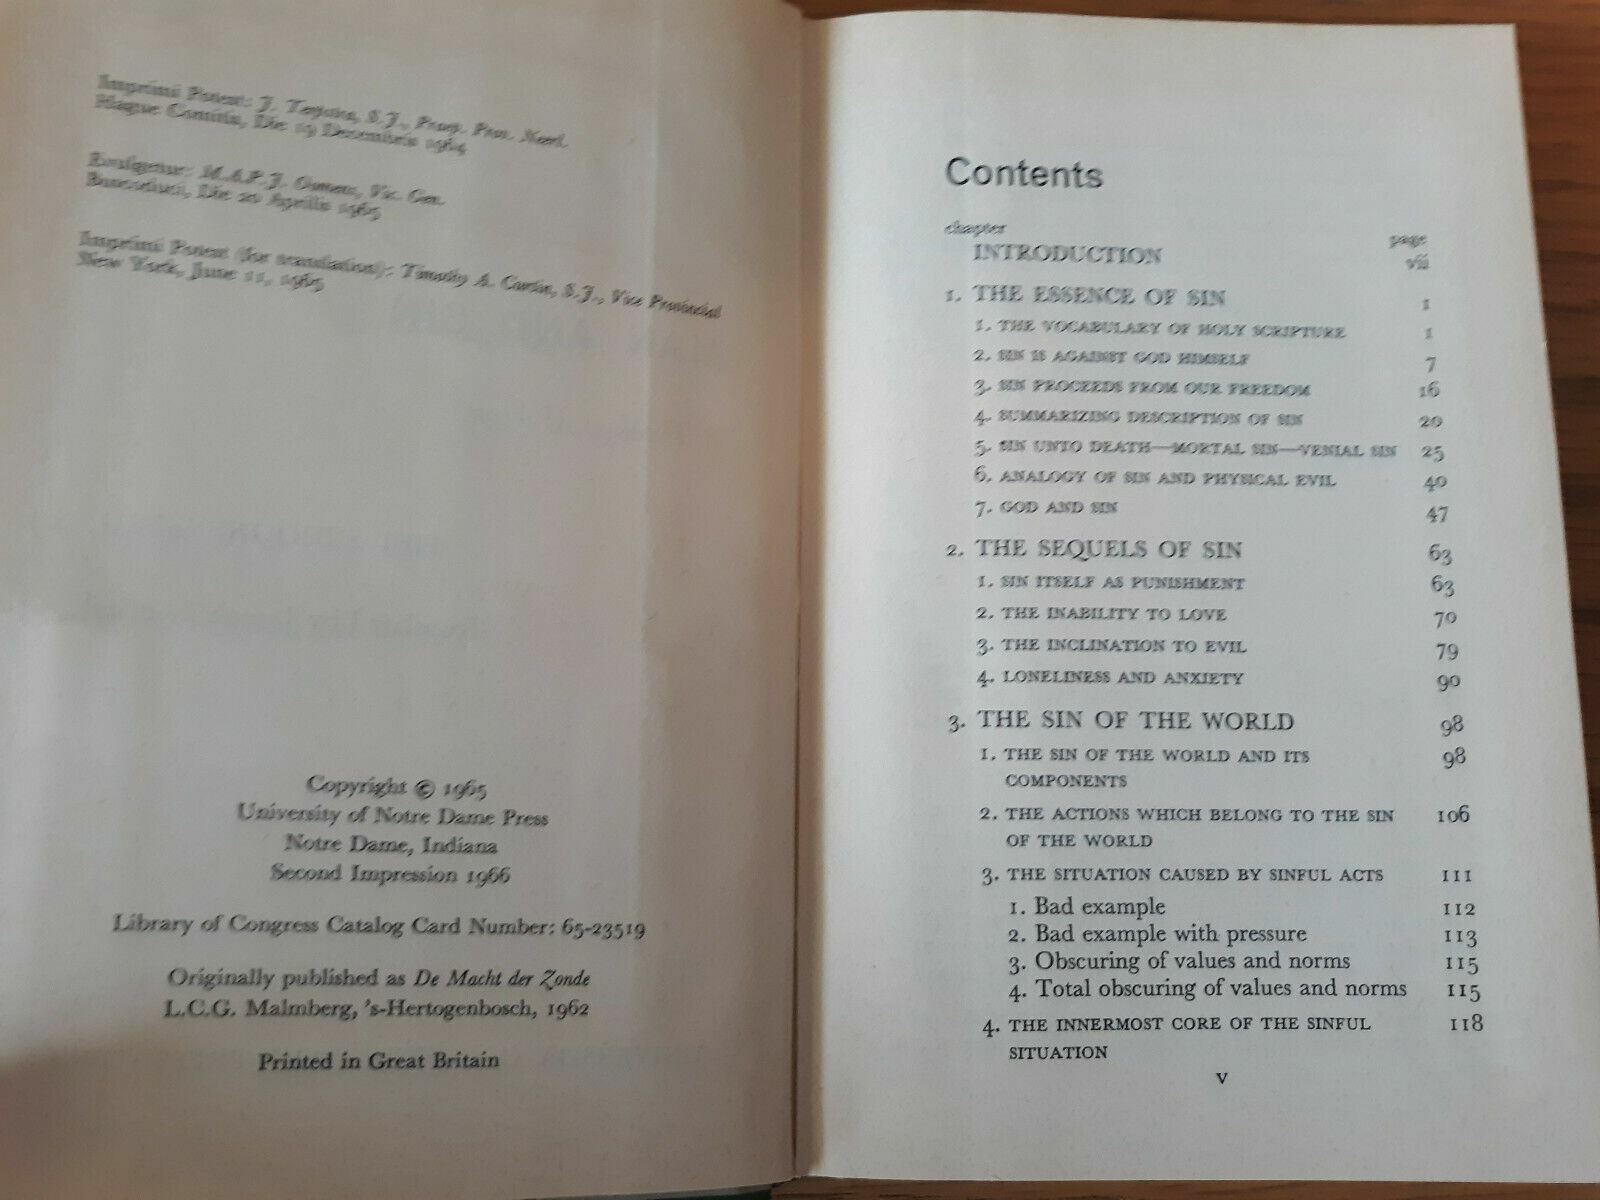 Imprimi Potest: J. Terpstra, S.J., Praep. Prov. Neerl.
Hagae Comitis, Die 19 Decembris 1964
Evulgetur: M.A.P.J. Oomens, Vic. Gen.
Buscoduci, Die 20 Aprilis 1965
Imprimi Potest (for translation): Timothy A. Curtin, S.J., Vice Provincial
New York, June 11, 1965
Copyright © 1965
University of Notre Dame Press
Notre Dame, Indiana
Second Impression 1966
Library of Congress Catalog Card Number: 65-23519
Originally published as De Macht der Zonde
L.C.G. Malmberg, 's-Hertogenbosch, 1962
Printed in Great Britain
Contents
chapter page
INTRODUCTION vii
1. THE ESSENCE OF SIN 1
1. THE VOCABULARY OF HOLY SCRIPTURE 1
2. SIN IS AGAINST GOD HIMSELF 7
3. SIN PROCEEDS FROM OUR FREEDOM 16
4. SUMMARIZING DESCRIPTION OF SIN 20
5. SIN UNTO DEATH—MORTAL SIN—VENIAL SIN 25
6. ANALOGY OF SIN AND PHYSICAL EVIL 40
7. GOD AND SIN 47
2. THE SEQUELS OF SIN 63
1. SIN ITSELF AS PUNISHMENT 63
2. THE INABILITY TO LOVE 70
3. THE INCLINATION TO EVIL 79
4. LONELINESS AND ANXIETY 90
3. THE SIN OF THE WORLD 98
1. THE SIN OF THE WORLD AND ITS 98
COMPONENTS
2. THE ACTIONS WHICH BELONG TO THE SIN 106
OF THE WORLD
3. THE SITUATION CAUSED BY SINFUL ACTS 111
1. Bad example 112
2. Bad example with pressure 113
3. Obscuring of values and norms 115
4. Total obscuring of values and norms 115
4. THE INNERMOST CORE OF THE SINFUL 118
SITUATION
v